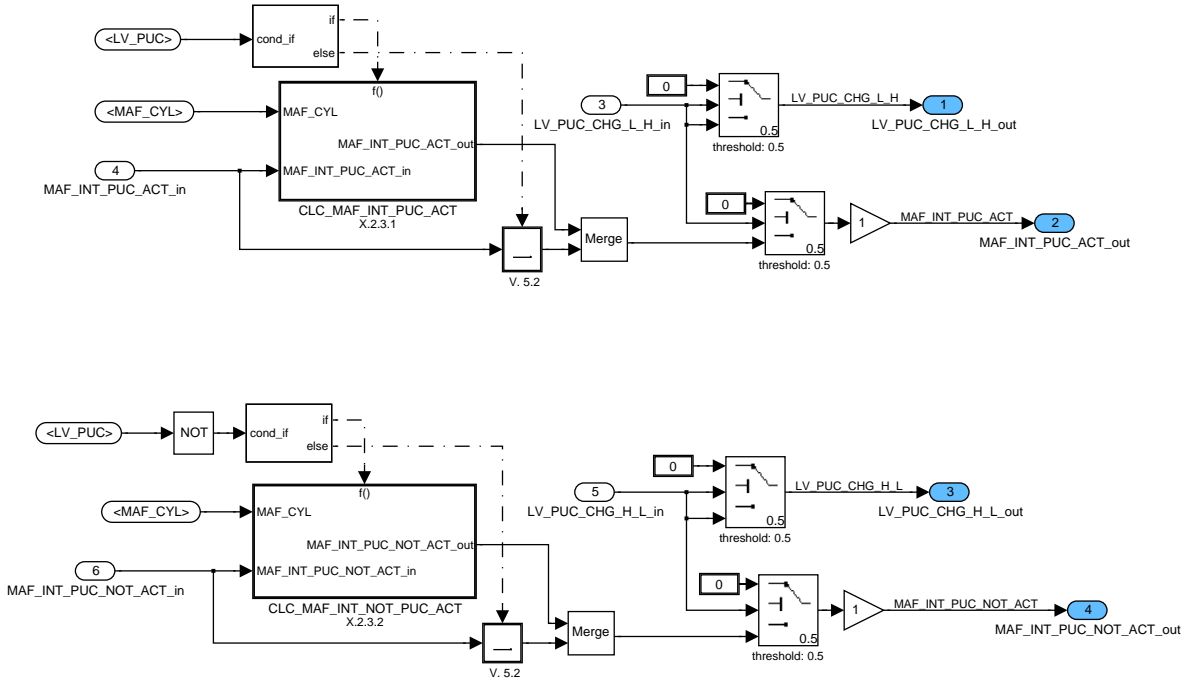 <LV_PUC>
cond_if
if
else
f()
<MAF_CYL>
MAF_CYL
MAF_INT_PUC_ACT_out
4
MAF_INT_PUC_ACT_in
MAF_INT_PUC_ACT_in
CLC_MAF_INT_PUC_ACT
X.2.3.1
V. 5.2
Merge
3
LV_PUC_CHG_L_H_in
0
0.5
threshold: 0.5
LV_PUC_CHG_L_H
1
LV_PUC_CHG_L_H_out
0
0.5
threshold: 0.5
1
MAF_INT_PUC_ACT
2
MAF_INT_PUC_ACT_out
<LV_PUC>
NOT
cond_if
if
else
f()
<MAF_CYL>
MAF_CYL
MAF_INT_PUC_NOT_ACT_out
6
MAF_INT_PUC_NOT_ACT_in
MAF_INT_PUC_NOT_ACT_in
CLC_MAF_INT_NOT_PUC_ACT
X.2.3.2
V. 5.2
Merge
5
LV_PUC_CHG_H_L_in
0
0.5
threshold: 0.5
LV_PUC_CHG_H_L
3
LV_PUC_CHG_H_L_out
0
0.5
threshold: 0.5
1
MAF_INT_PUC_NOT_ACT
4
MAF_INT_PUC_NOT_ACT_out